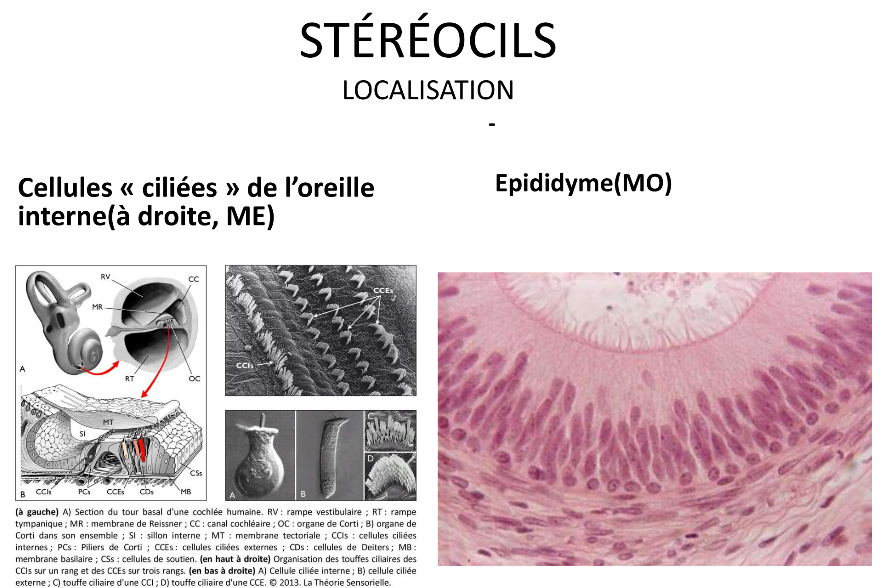 STÉRÉOCILS
LOCALISATION
-
Cellules « ciliées » de l’oreille
interne(à droite, ME)
Epididyme(MO)
RV
CC
MR
A
RT
OC
MT
SI
CSs
B
CCIs
PCs
CCEs
CDs
MB
CCEs
CCIs
A
B
C
D
(à gauche) A) Section du tour basal d'une cochlée humaine. RV : rampe vestibulaire ; RT : rampe
tympanique ; MR : membrane de Reissner ; CC : canal cochléaire ; OC : organe de Corti ; B) organe de
Corti dans son ensemble ; SI : sillon interne ; MT : membrane tectoriale ; CCIs : cellules ciliées
internes ; PCs : Piliers de Corti ; CCEs : cellules ciliées externes ; CDs : cellules de Deiters ; MB :
membrane basilaire ; CSs : cellules de soutien. (en haut à droite) Organisation des touffes ciliaires des
CCIs sur un rang et des CCEs sur trois rangs. (en bas à droite) A) Cellule ciliée interne ; B) cellule ciliée
externe ; C) touffe ciliaire d'une CCI ; D) touffe ciliaire d'une CCE. © 2013. La Théorie Sensorielle.